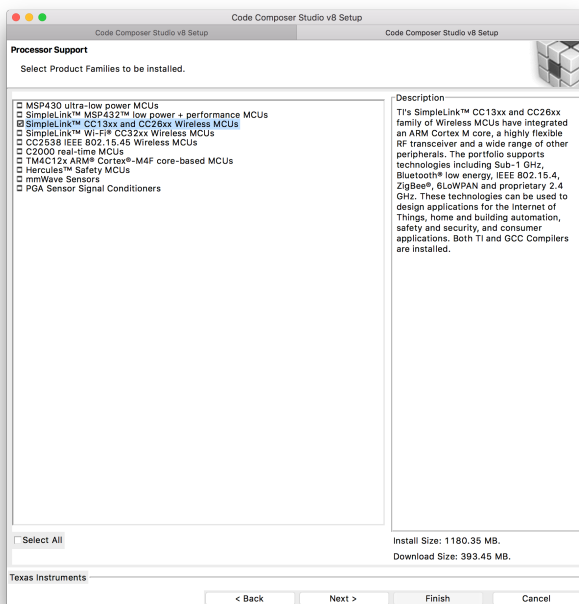 Code Composer Studio v8 Setup
Code Composer Studio v8 Setup
Code Composer Studio v8 Setup
Processor Support
Select Product Families to be installed.
MSP430 ultra-low power MCUs
SimpleLink™ MSP432™ low power + performance MCUs
SimpleLink™ CC13xx and CC26xx Wireless MCUs
SimpleLink™ Wi-Fi® CC32xx Wireless MCUs
CC2538 IEEE 802.15.45 Wireless MCUs
C2000 real-time MCUs
TM4C12x ARM® Cortex®-M4F core-based MCUs
Hercules™ Safety MCUs
mmWave Sensors
PGA Sensor Signal Conditioners
Description
TI's SimpleLink™ CC13xx and CC26xx
family of Wireless MCUs have integrated
an ARM Cortex M core, a highly flexible
RF transceiver and a wide range of other
peripherals. The portfolio supports
technologies including Sub-1 GHz,
Bluetooth® low energy, IEEE 802.15.4,
ZigBee®, 6LoWPAN and proprietary 2.4
GHz. These technologies can be used to
design applications for the Internet of
Things, home and building automation,
safety and security, and consumer
applications. Both TI and GCC Compilers
are installed.
Select All
Install Size: 1180.35 MB.
Download Size: 393.45 MB.
Texas Instruments
< Back
Next >
Finish
Cancel